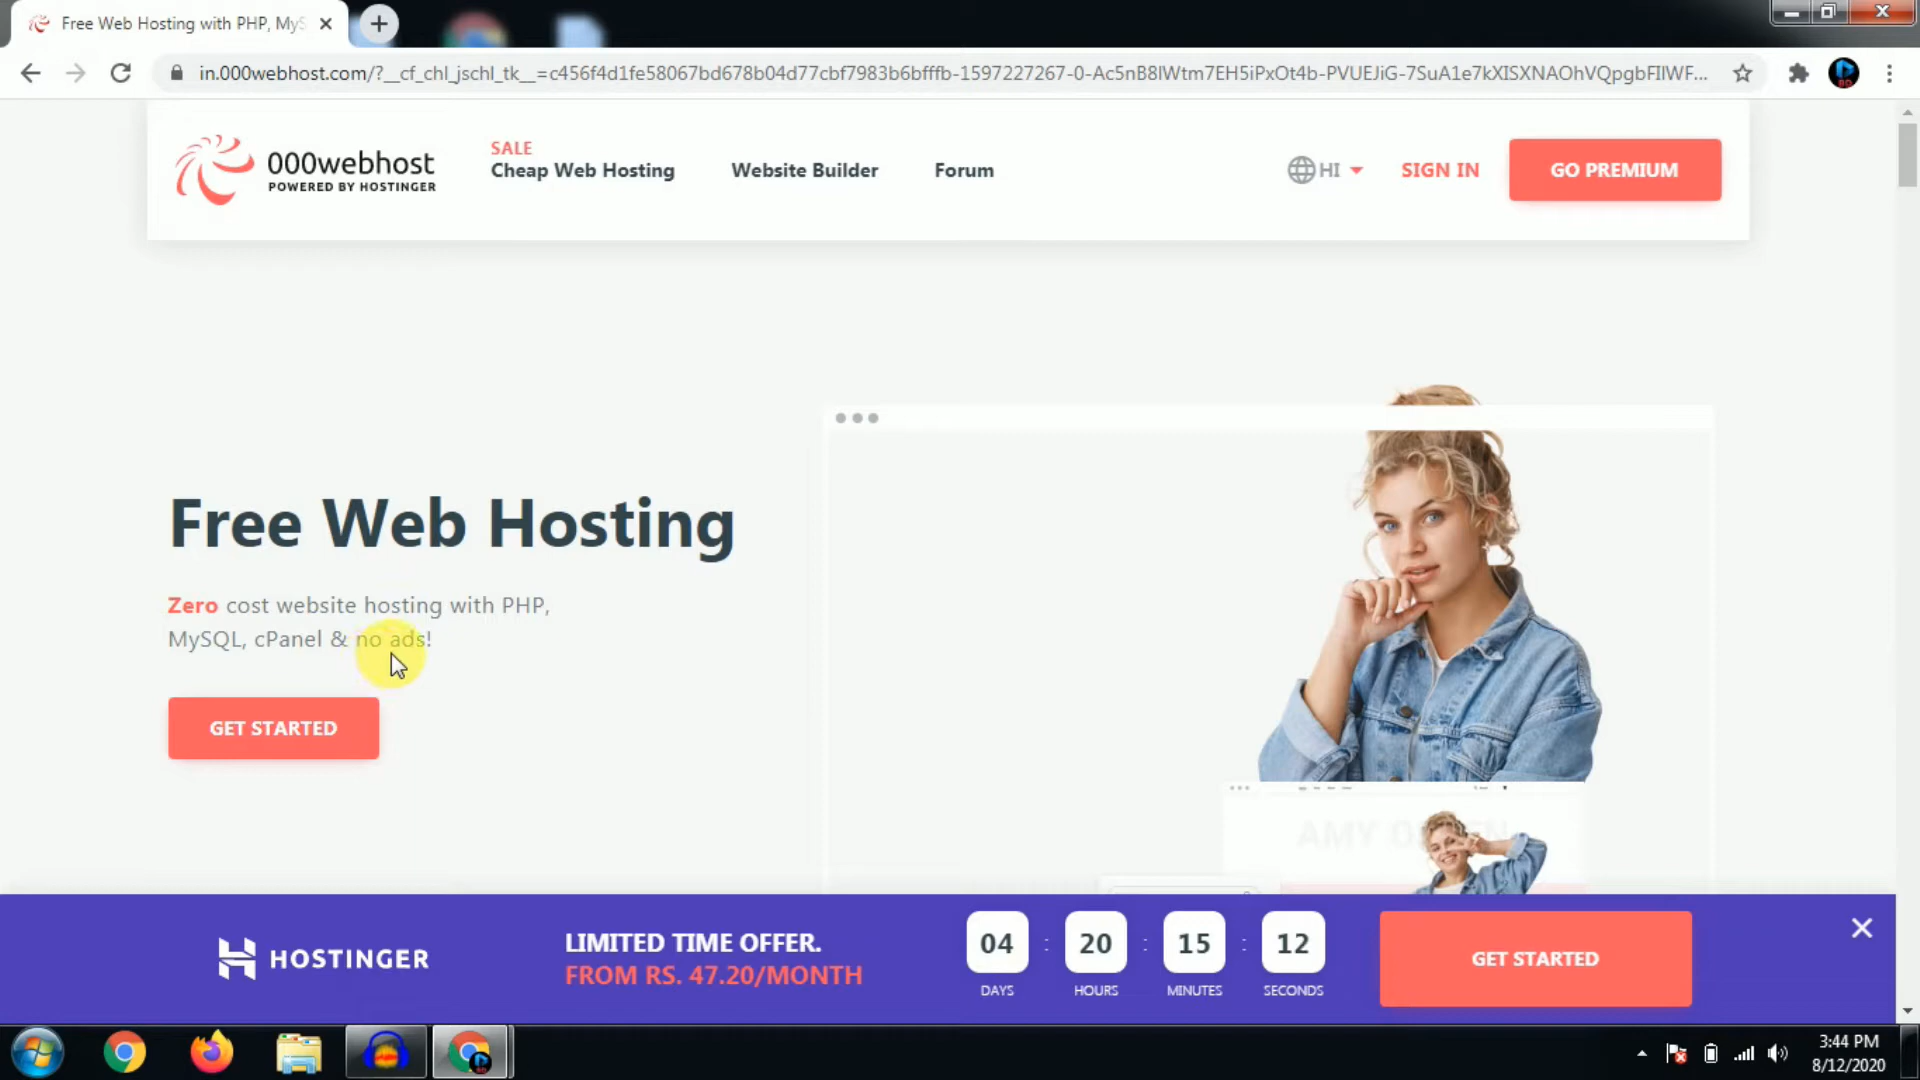 Free Web Hosting with PHP, MyS
in.000webhost.com/?__cf_chl_jschl_tk__=c456f4d1fe58067bd678b04d77cbf7983b6bfffb-1597227267-0-Ac5nB8lWtm7EH5iPxOt4b-PVUEJiG-7SuA1e7kXISXNAOhVQpgbFIlWF...
000webhost
POWERED BY HOSTINGER
SALE
Cheap Web Hosting
Website Builder
Forum
HI
SIGN IN
GO PREMIUM
Free Web Hosting
Zero cost website hosting with PHP,
MySQL, cPanel & no ads!
GET STARTED
HOSTINGER
LIMITED TIME OFFER.
FROM RS. 47.20/MONTH
04 : 20 : 15 : 12
DAYS HOURS MINUTES SECONDS
GET STARTED
3:44 PM
8/12/2020